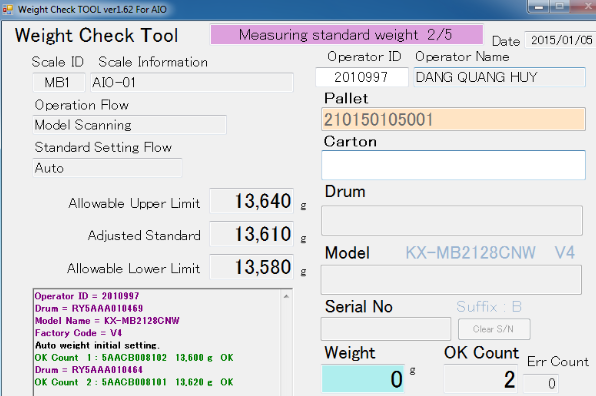 Weight Check TOOL ver1.62 For AIO
Weight Check Tool
Measuring standard weight 2/5
Date 2015/01/05
Scale ID Scale Information
MB1 AIO-01
Operator ID Operator Name
2010997 DANG QUANG HUY
Operation Flow
Model Scanning
Standard Setting Flow
Auto
Pallet
210150105001
Carton
Allowable Upper Limit 13,640 g
Adjusted Standard 13,610 g
Allowable Lower Limit 13,580 g
Drum
Model KX-MB2128CNW V4
Operator ID = 2010997
Drum = RY5AAA010469
Model Name = KX-MB2128CNW
Factory Code = V4
Auto weight initial setting.
OK Count 1 : 5AACB008102 13,600 g OK
Drum = RY5AAA010464
OK Count 2 : 5AACB008101 13,620 g OK
Serial No Suffix : B
Clear S/N
Weight OK Count Err Count
0 g 2 0